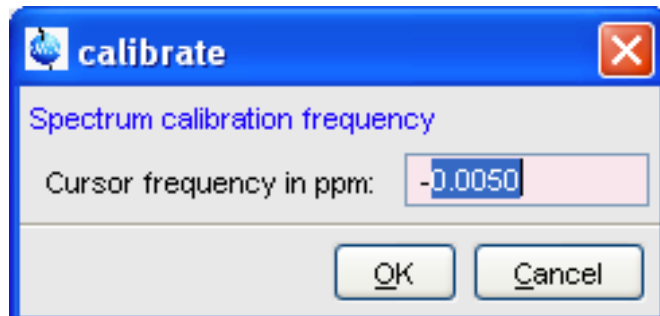 calibrate
Spectrum calibration frequency
Cursor frequency in ppm: -0.0050
OK Cancel